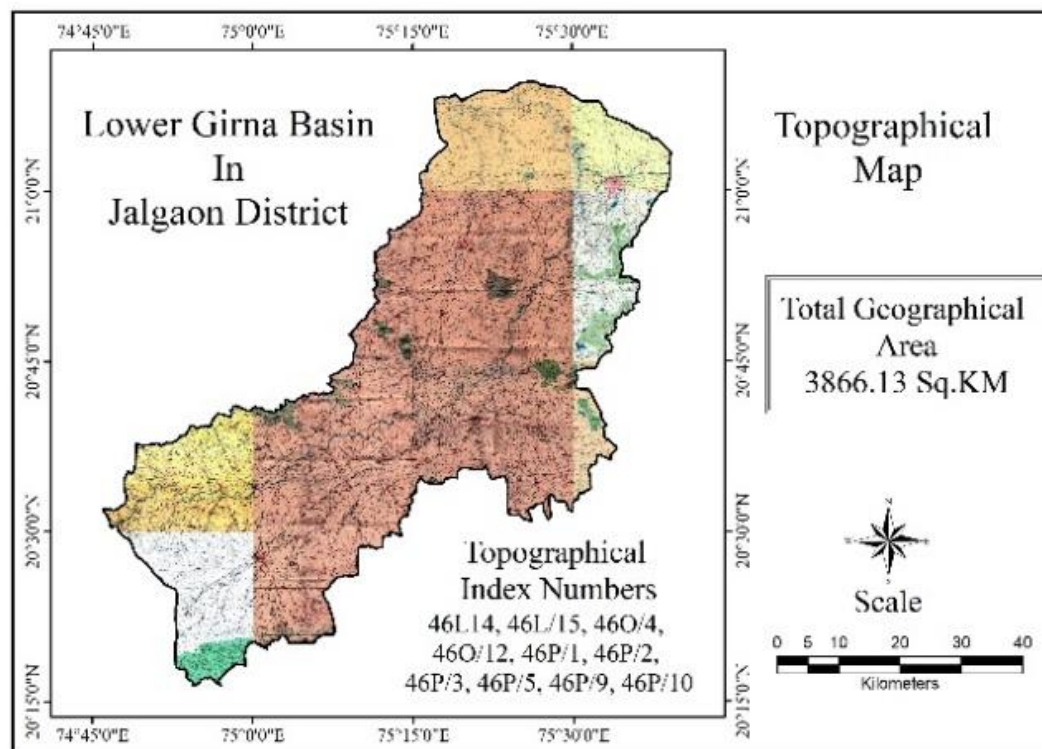 74°45'0"E 75°0'0"E 75°15'0"E 75°30'0"E
Lower Girna Basin
In
Jalgaon District
Topographical
Map
21°0'0"N
21°0'0"N
Total Geographical
Area
3866.13 Sq.KM
20°45'0"N
20°45'0"N
20°30'0"N
20°30'0"N
Topographical
Index Numbers
46L14, 46L/15, 46O/4,
46O/12, 46P/1, 46P/2,
46P/3, 46P/5, 46P/9, 46P/10
Scale
0 5 10 20 30 40
Kilometers
20°15'0"N
20°15'0"N
74°45'0"E 75°0'0"E 75°15'0"E 75°30'0"E